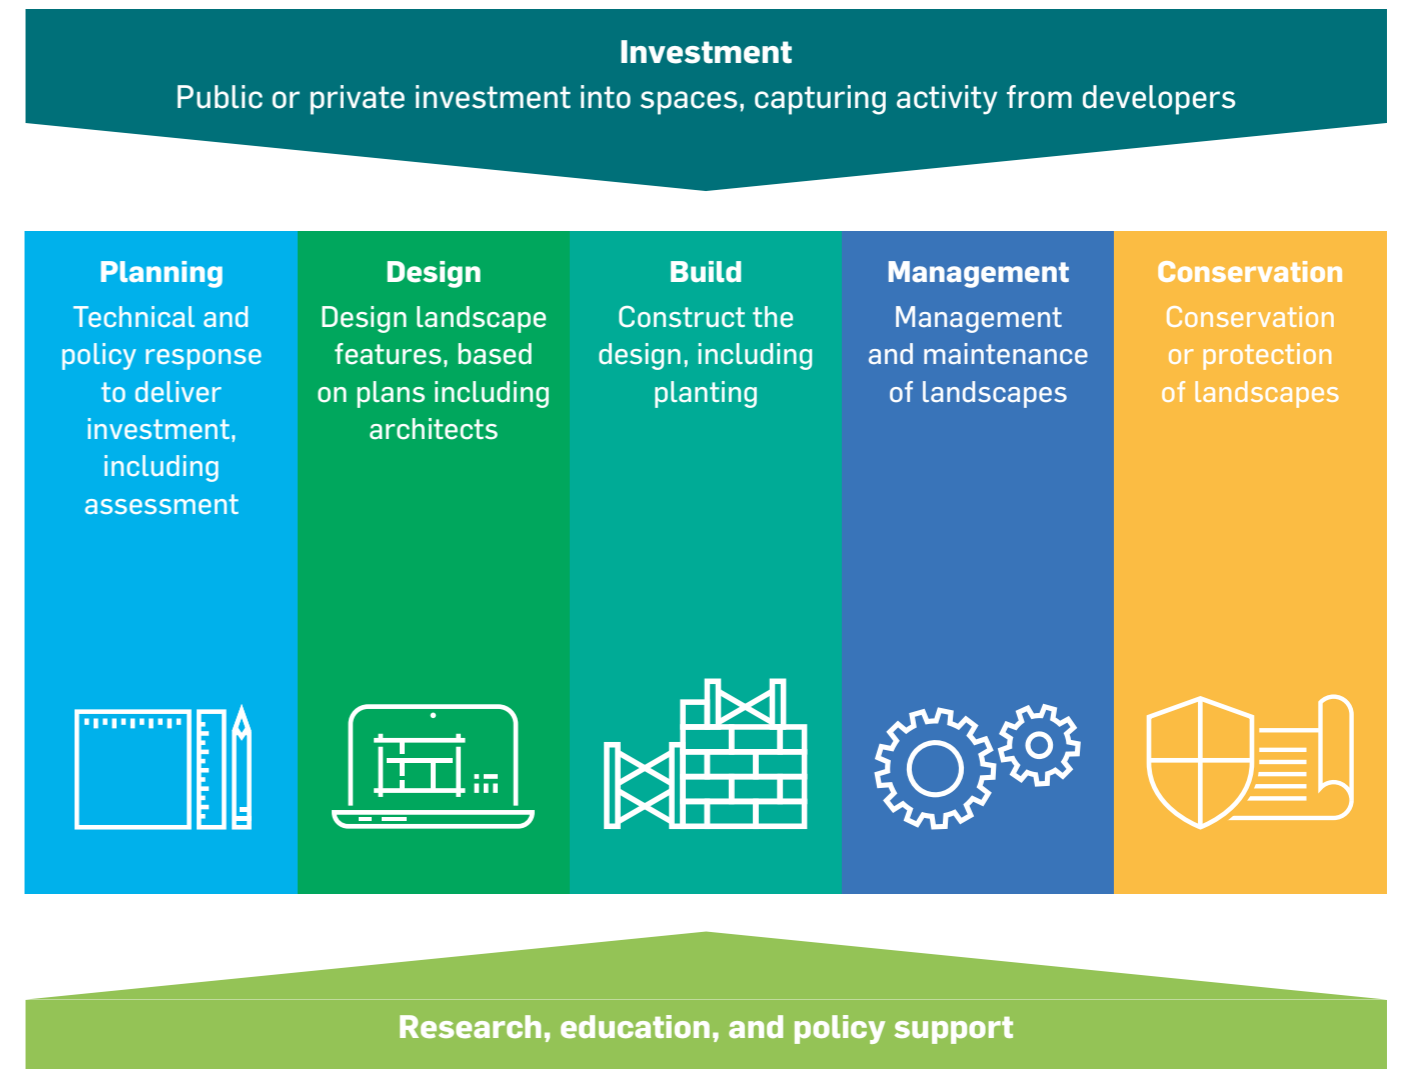 Investment
Public or private investment into spaces, capturing activity from developers
Planning
Technical and
policy response
to deliver
investment,
including
assessment
Design
Design landscape
features, based
on plans including
architects
Build
Construct the
design, including
planting
Management
Management
and maintenance
of landscapes
Conservation
Conservation
or protection
of landscapes
Research, education, and policy support